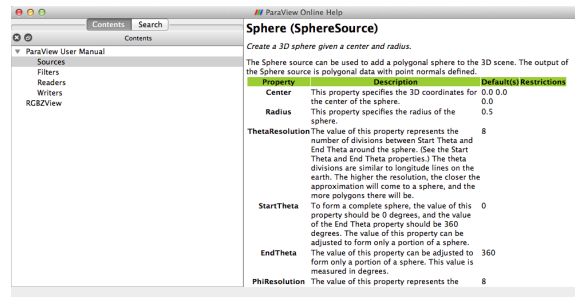 ParaView Online Help
Contents Search
Contents
ParaView User Manual
Sources
Filters
Readers
Writers
RGBZView
Sphere (SphereSource)
Create a 3D sphere given a center and radius.
The Sphere source can be used to add a polygonal sphere to the 3D scene. The output of
the Sphere source is polygonal data with point normals defined.
Property Description Default(s) Restrictions
Center This property specifies the 3D coordinates for 0.0 0.0
the center of the sphere. 0.0
Radius This property specifies the radius of the 0.5
sphere.
ThetaResolution The value of this property represents the 8
number of divisions between Start Theta and
End Theta around the sphere. (See the Start
Theta and End Theta properties.) The theta
divisions are similar to longitude lines on the
earth. The higher the resolution, the closer the
approximation will come to a sphere, and the
more polygons there will be.
StartTheta To form a complete sphere, the value of this 0
property should be 0 degrees, and the value
of the End Theta property should be 360
degrees. The value of this property can be
adjusted to form only a portion of a sphere.
EndTheta The value of this property can be adjusted to 360
form only a portion of a sphere. This value is
measured in degrees.
PhiResolution The value of this property represents the 8